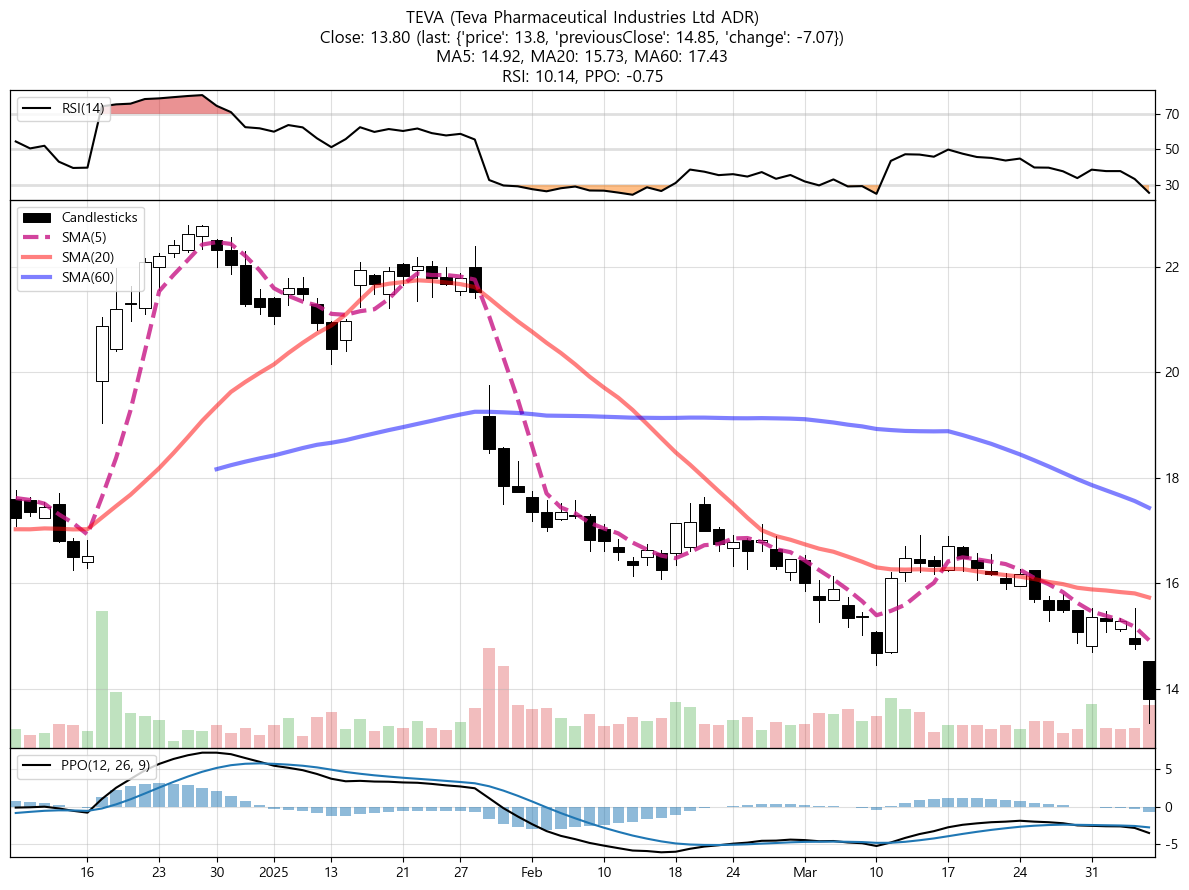 TEVA (Teva Pharmaceutical Industries Ltd ADR)
Close: 13.80 (last: {'price': 13.8, 'previousClose': 14.85, 'change': -7.07})
MA5: 14.92, MA20: 15.73, MA60: 17.43
RSI: 10.14, PPO: -0.75
RSI(14)
70
50
30
Candlesticks
SMA(5)
SMA(20)
SMA(60)
22
20
18
16
14
PPO(12, 26, 9)
5
0
-5
16 23 30 2025 13 21 27 Feb 10 18 24 Mar 10 17 24 31